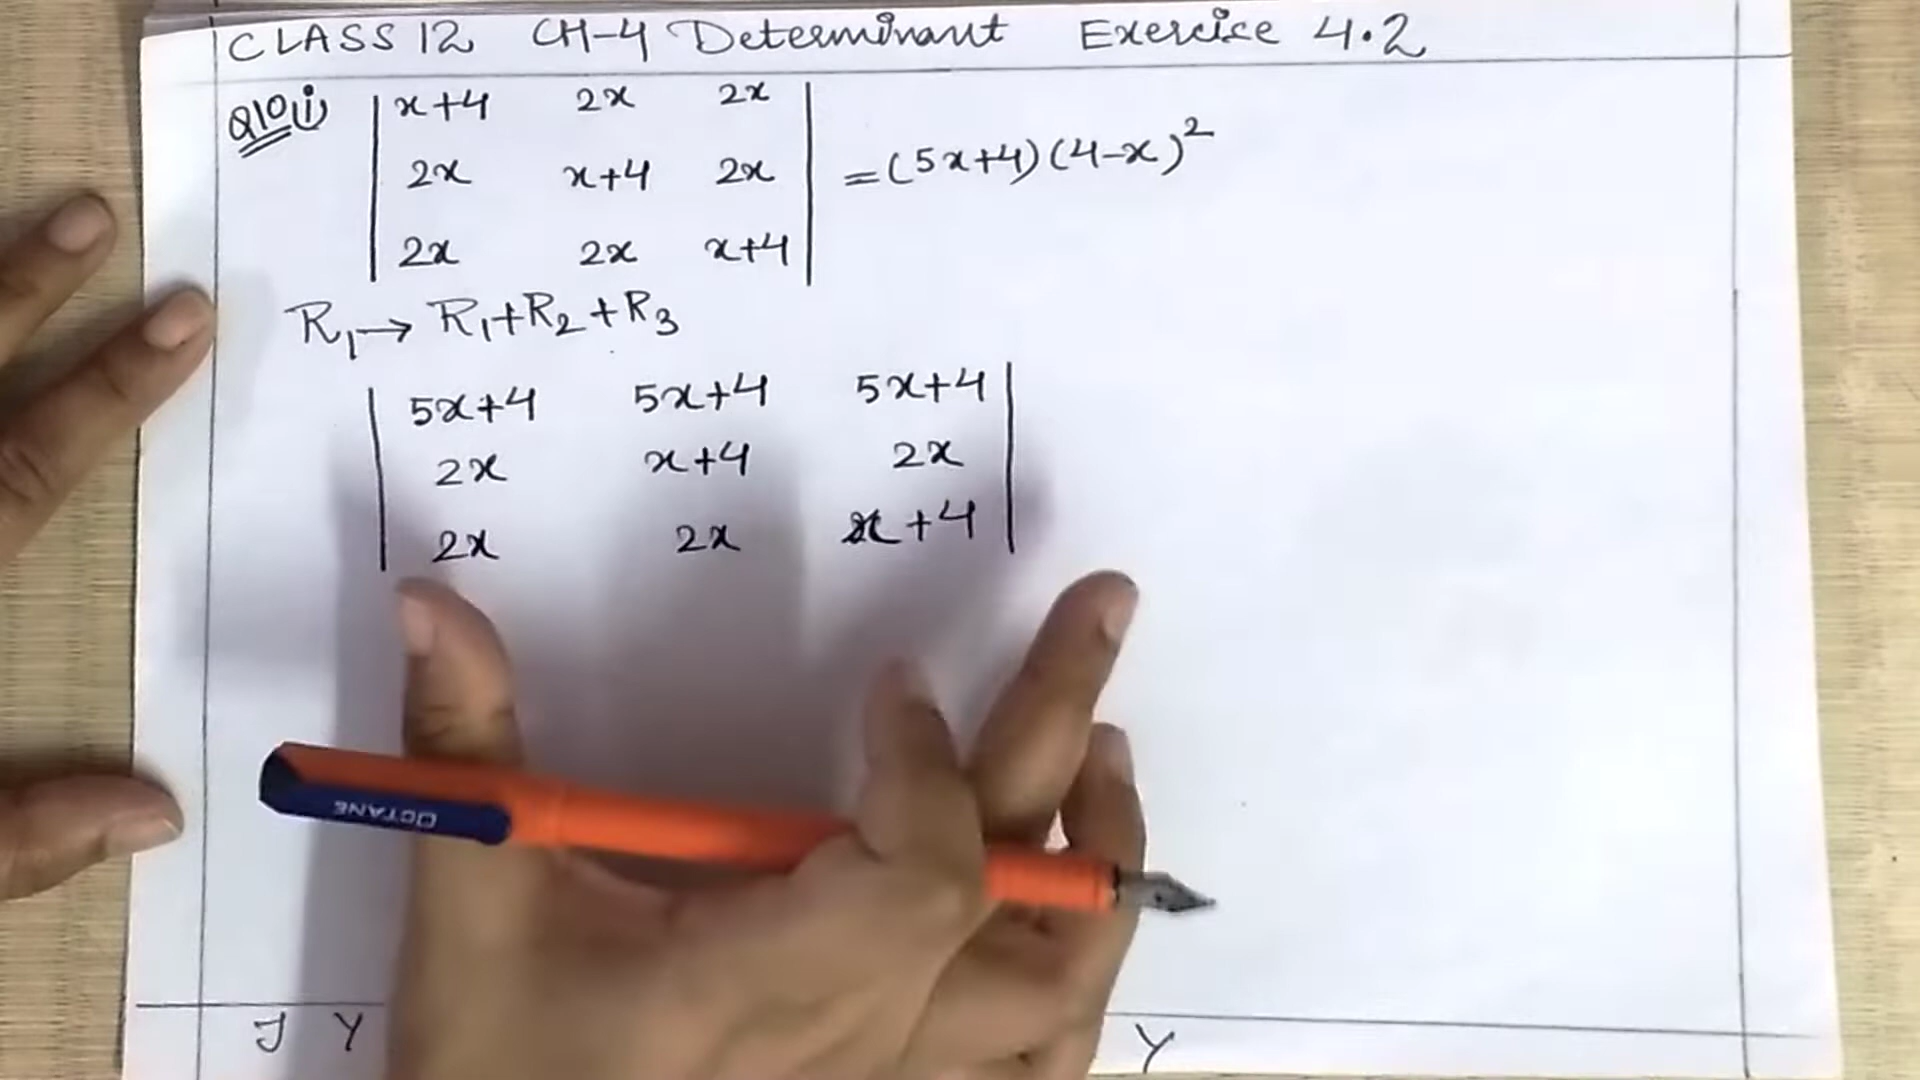 CLASS 12 CH-4 Determinant Exercise 4.2
Q10(i) | x+4 2x 2x |
| 2x x+4 2x | =(5x+4)(4-x)²
| 2x 2x x+4 |
R₁→ R₁+R₂+R₃
| 5x+4 5x+4 5x+4 |
| 2x x+4 2x |
| 2x 2x x+4 |
OCTANE
J Y Y